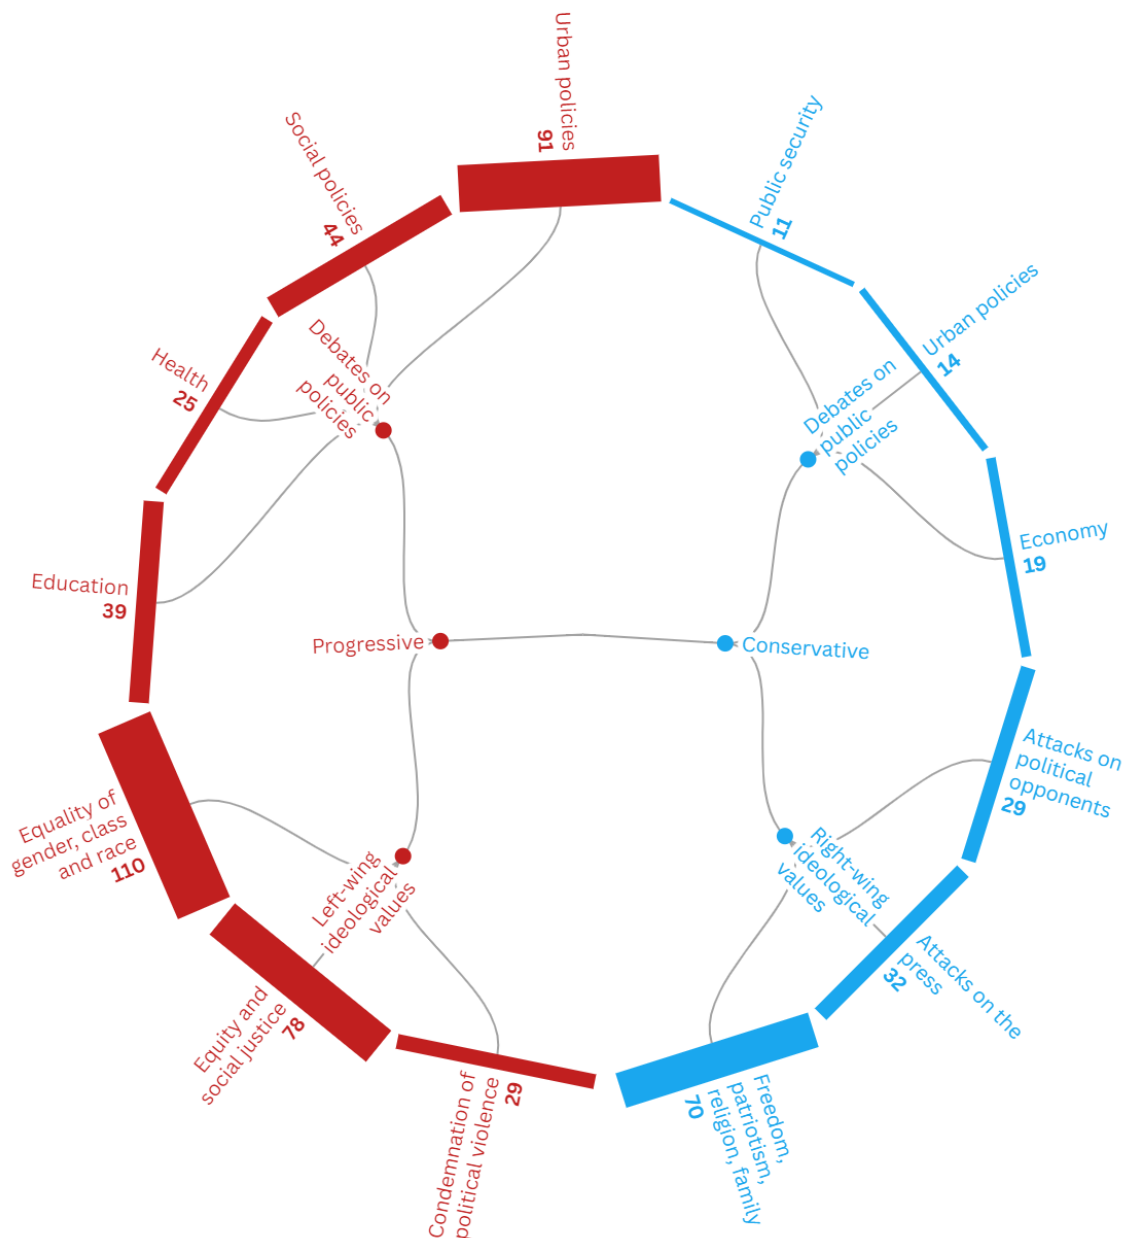 Urban policies
91
Social policies
44
Health
25
Education
39
Debates on
public
policies
Progressive
Equality of
gender, class
and race
110
Equity and
social justice
78
Condemnation of
political violence
29
Left-wing
ideological
values
Public security
11
Urban policies
14
Economy
19
Debates on
public
policies
Conservative
Attacks on
political
opponents
29
Attacks on the
press
32
Freedom,
patriotism,
religion, family
70
Right-wing
ideological
values